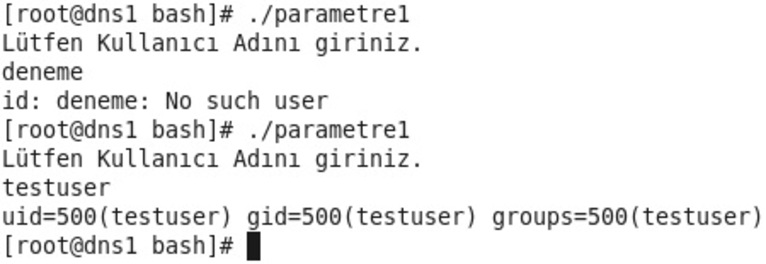 [root@dns1 bash]# ./parametre1
Lütfen Kullanıcı Adını giriniz.
deneme
id: deneme: No such user
[root@dns1 bash]# ./parametre1
Lütfen Kullanıcı Adını giriniz.
testuser
uid=500(testuser) gid=500(testuser) groups=500(testuser)
[root@dns1 bash]#